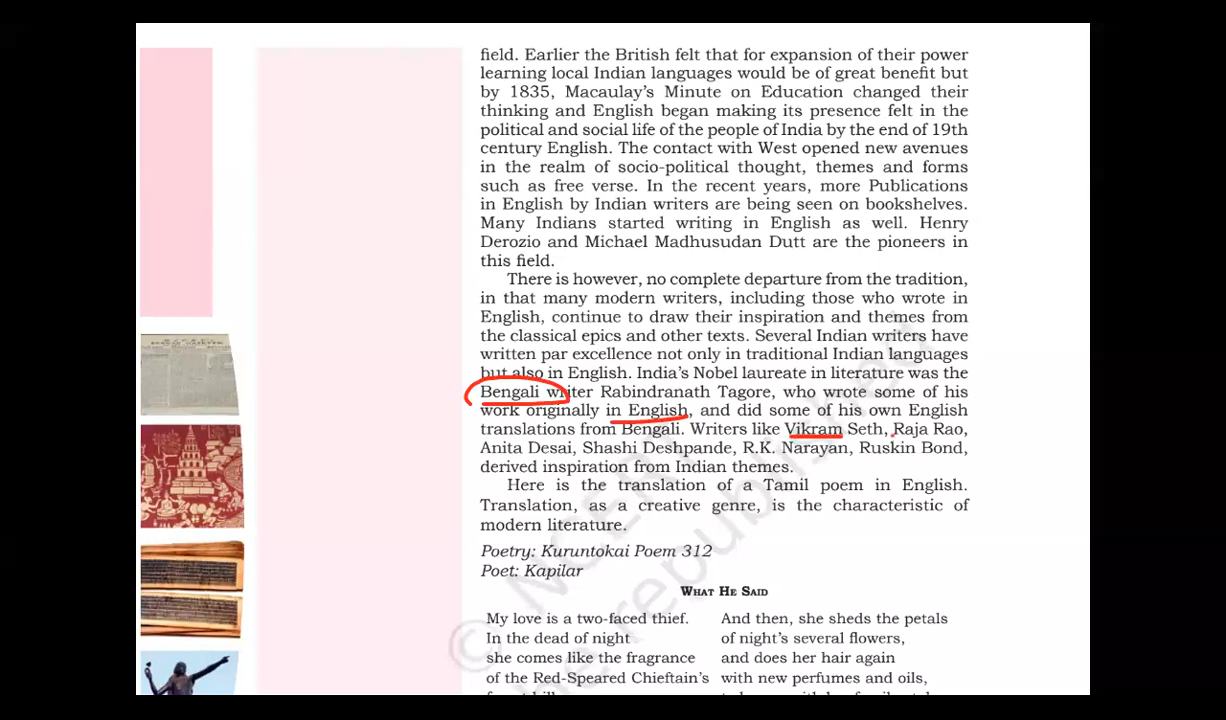 field. Earlier the British felt that for expansion of their power
learning local Indian languages would be of great benefit but
by 1835, Macaulay's Minute on Education changed their
thinking and English began making its presence felt in the
political and social life of the people of India by the end of 19th
century English. The contact with West opened new avenues
in the realm of socio-political thought, themes and forms
such as free verse. In the recent years, more Publications
in English by Indian writers are being seen on bookshelves.
Many Indians started writing in English as well. Henry
Derozio and Michael Madhusudan Dutt are the pioneers in
this field.
There is however, no complete departure from the tradition,
in that many modern writers, including those who wrote in
English, continue to draw their inspiration and themes from
the classical epics and other texts. Several Indian writers have
written par excellence not only in traditional Indian languages
but also in English. India's Nobel laureate in literature was the
Bengali writer Rabindranath Tagore, who wrote some of his
work originally in English, and did some of his own English
translations from Bengali. Writers like Vikram Seth, Raja Rao,
Anita Desai, Shashi Deshpande, R.K. Narayan, Ruskin Bond,
derived inspiration from Indian themes.
Here is the translation of a Tamil poem in English.
Translation, as a creative genre, is the characteristic of
modern literature.
Poetry: Kuruntokai Poem 312
Poet: Kapilar
What He Said
My love is a two-faced thief.
In the dead of night
she comes like the fragrance
of the Red-Speared Chieftain's
And then, she sheds the petals
of night's several flowers,
and does her hair again
with new perfumes and oils,
© NCERT
be republished